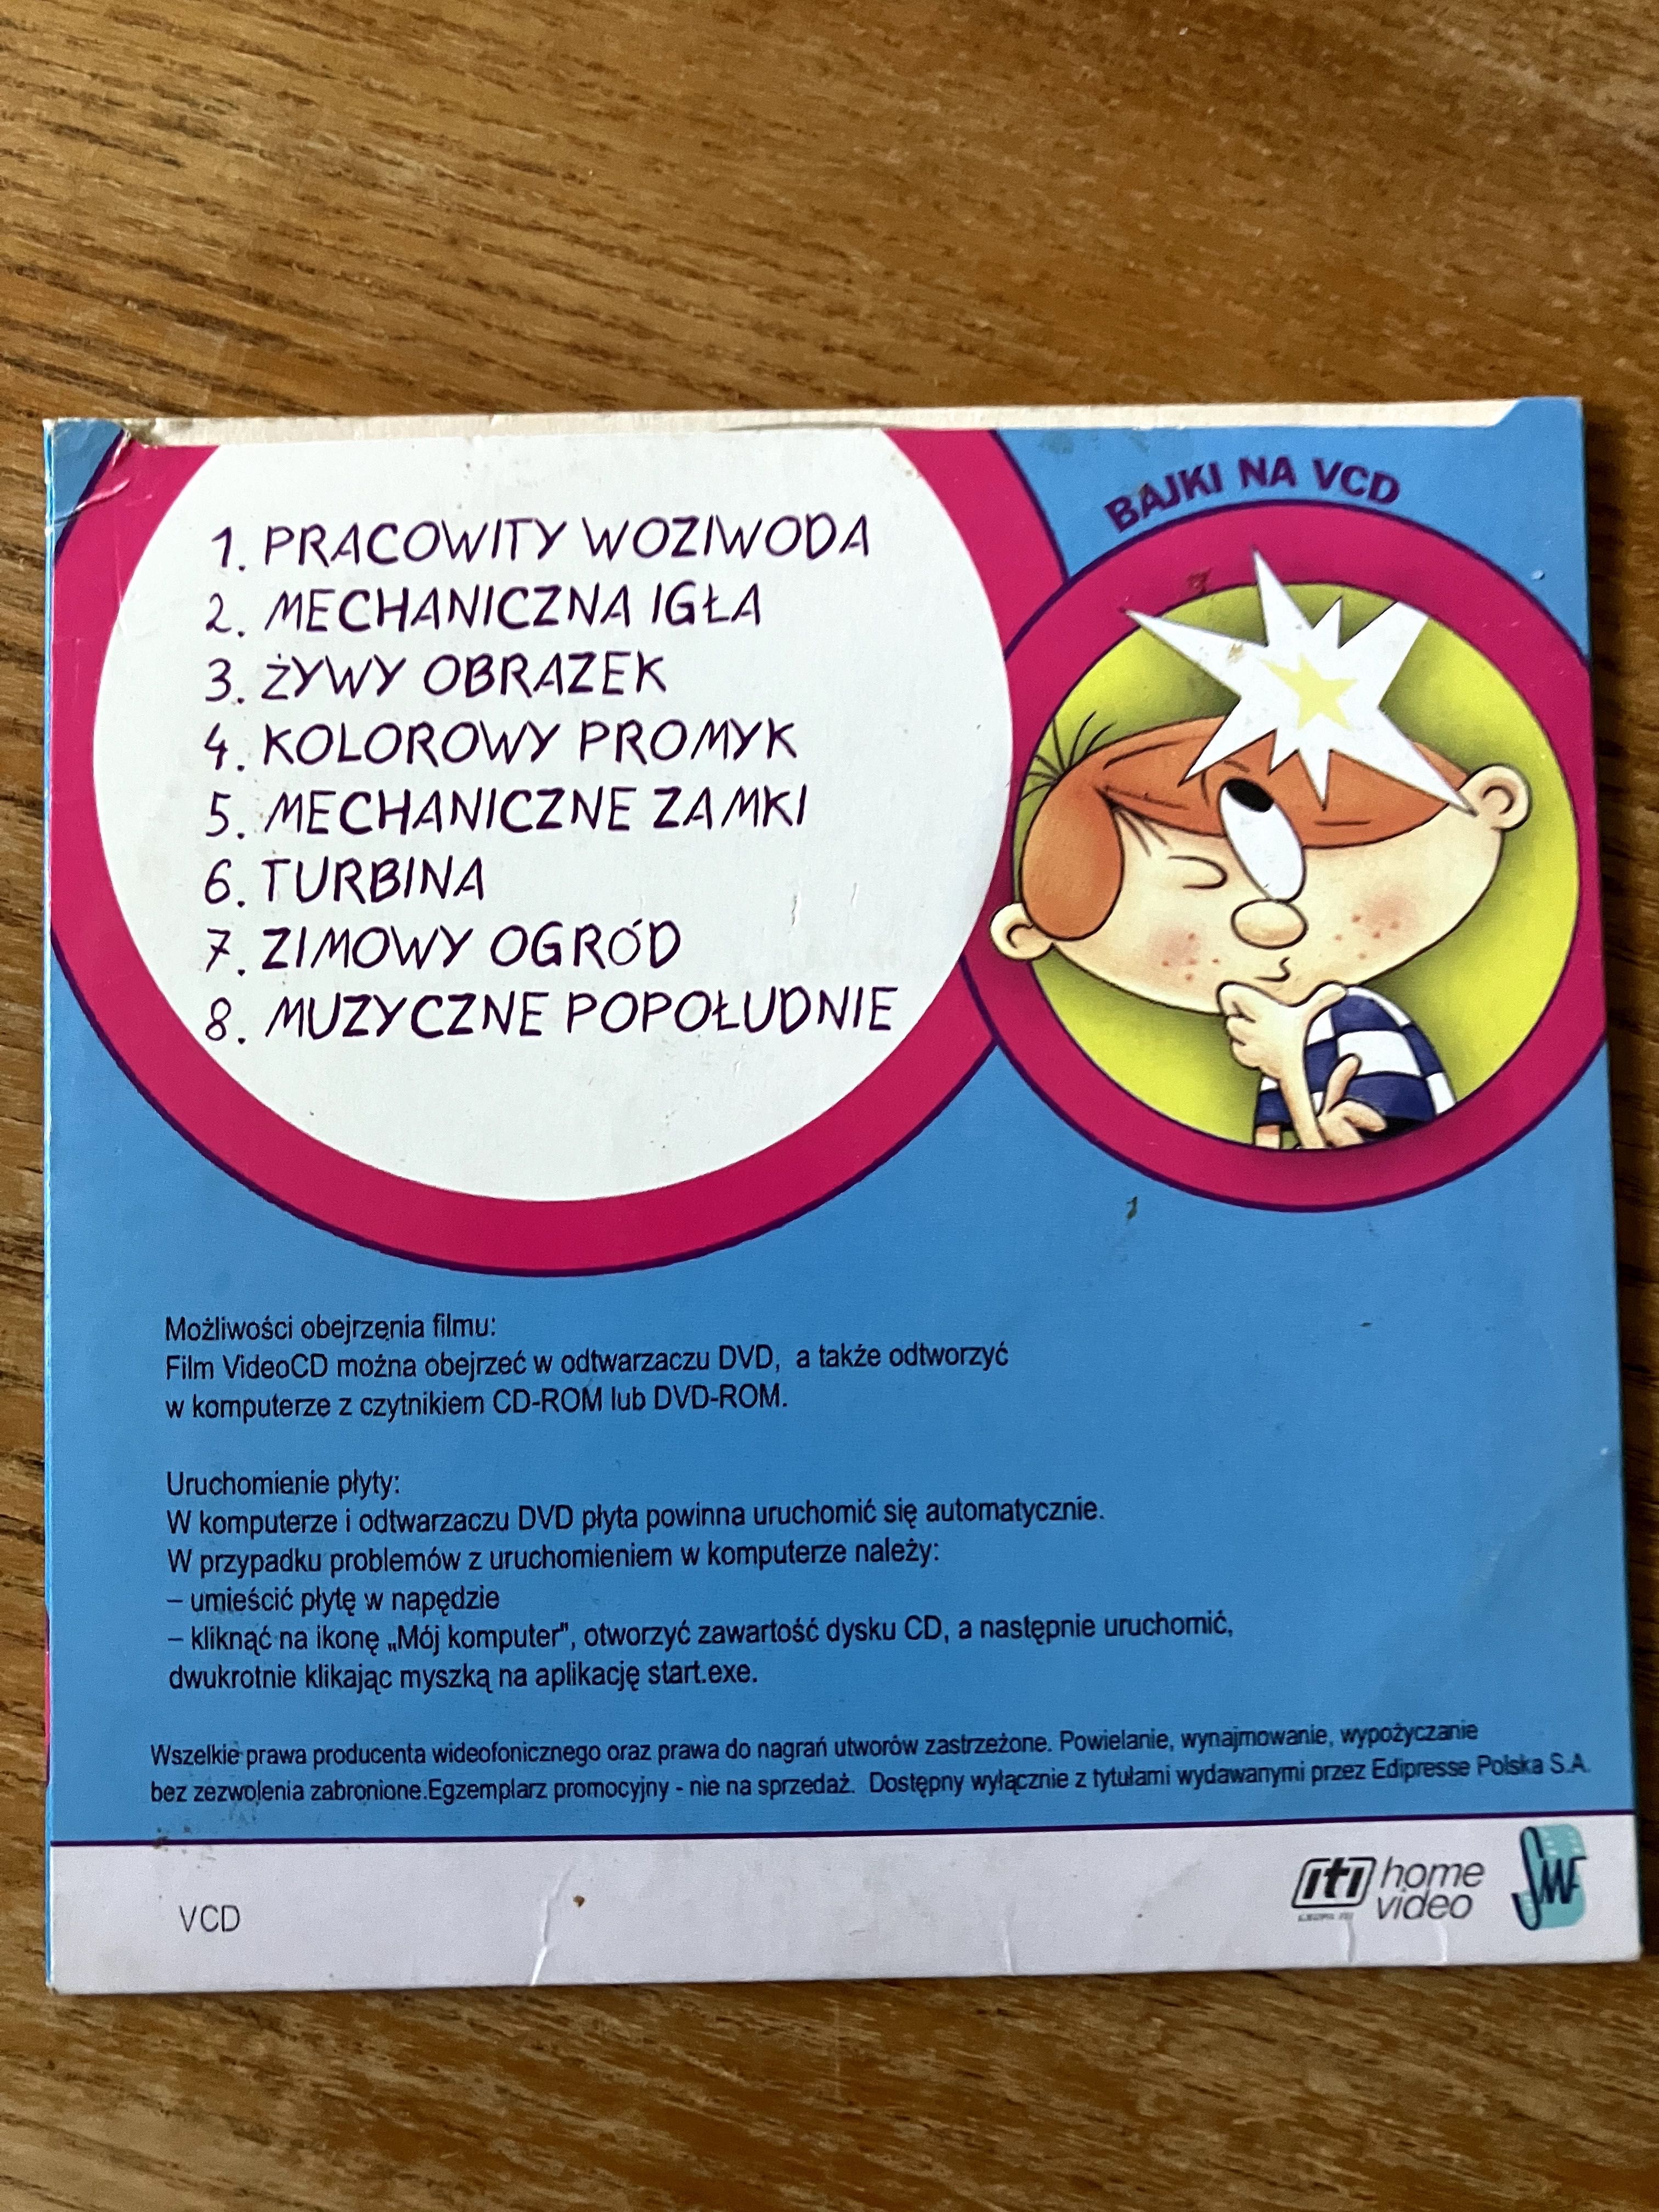 1. PRACOWITY WOZIWODA
2. MECHANICZNA IGŁA
3. ŻYWY OBRAZEK
4. KOLOROWY PROMYK
5. MECHANICZNE ZAMKI
6. TURBINA
7. ZIMOWY OGRÓD
8. MUZYCZNE POPOŁUDNIE
BAJKI NA VCD
Możliwości obejrzenia filmu:
Film VideoCD można obejrzeć w odtwarzaczu DVD, a także odtworzyć
w komputerze z czytnikiem CD-ROM lub DVD-ROM.
Uruchomienie płyty:
W komputerze i odtwarzaczu DVD płyta powinna uruchomić się automatycznie.
W przypadku problemów z uruchomieniem w komputerze należy:
– umieścić płytę w napędzie
– kliknąć na ikonę „Mój komputer”, otworzyć zawartość dysku CD, a następnie uruchomić,
dwukrotnie klikając myszką na aplikację start.exe.
Wszelkie prawa producenta wideofonicznego oraz prawa do nagrań utworów zastrzeżone. Powielanie, wynajmowanie, wypożyczanie
bez zezwolenia zabronione.Egzemplarz promocyjny - nie na sprzedaż. Dostępny wyłącznie z tytułami wydawanymi przez Edipresse Polska S.A.
VCD
iti home
video
SMF